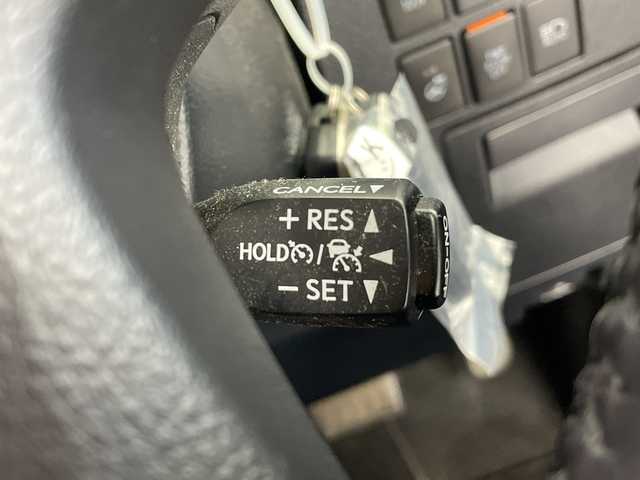 CANCEL
+ RES
HOLD /
- SET
ON-OFF
K